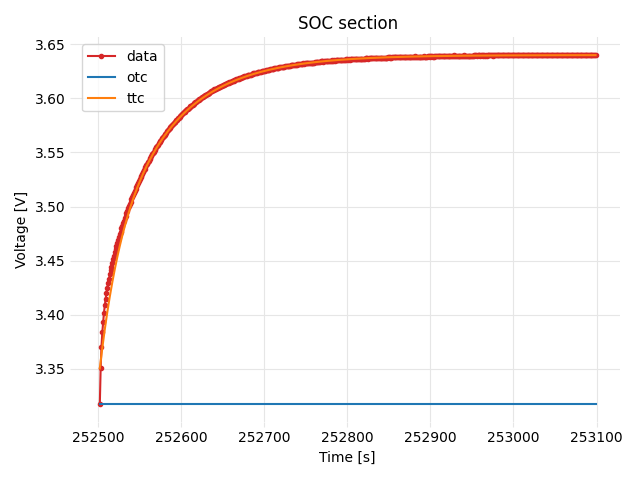 SOC section
data
otc
ttc
3.65
3.60
3.55
3.50
3.45
3.40
3.35
Voltage [V]
252500 252600 252700 252800 252900 253000 253100
Time [s]